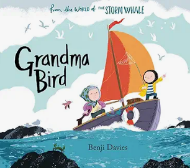 from the WORLD of THE STORM WHALE
Grandma
Bird
Benji Davies